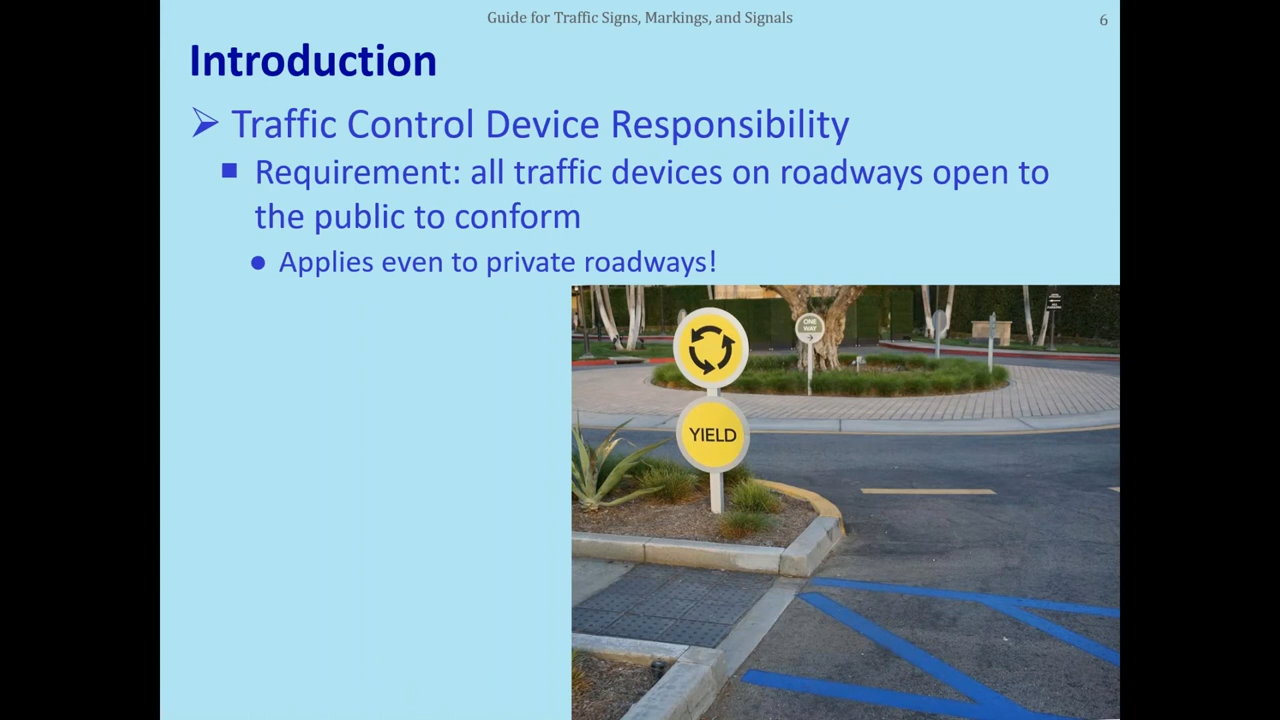 Guide for Traffic Signs, Markings, and Signals
6
Introduction
Traffic Control Device Responsibility
Requirement: all traffic devices on roadways open to
the public to conform
Applies even to private roadways!
ONE
WAY
YIELD